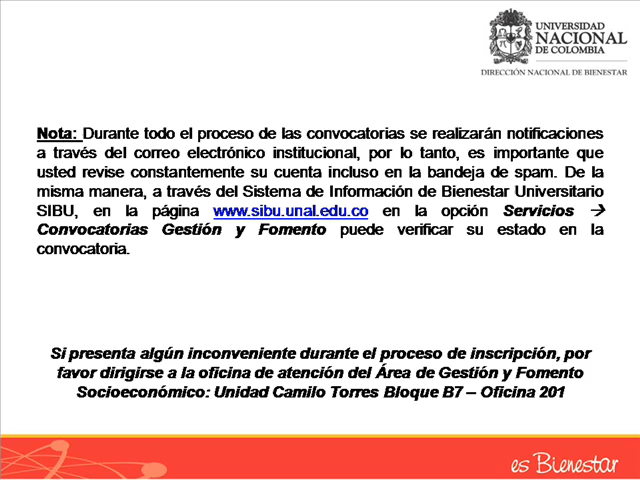 UNIVERSIDAD
NACIONAL
DE COLOMBIA
DIRECCIÓN NACIONAL DE BIENESTAR
Nota: Durante todo el proceso de las convocatorias se realizarán notificaciones
a través del correo electrónico institucional, por lo tanto, es importante que
usted revise constantemente su cuenta incluso en la bandeja de spam. De la
misma manera, a través del Sistema de Información de Bienestar Universitario
SIBU, en la página www.sibu.unal.edu.co en la opción Servicios →
Convocatorias Gestión y Fomento puede verificar su estado en la
convocatoria.
Si presenta algún inconveniente durante el proceso de inscripción, por
favor dirigirse a la oficina de atención del Área de Gestión y Fomento
Socioeconómico: Unidad Camilo Torres Bloque B7 – Oficina 201
es Bienestar